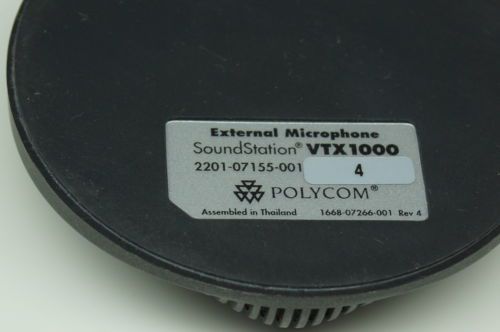 External Microphone
SoundStation® VTX1000
2201-07155-001 4
POLYCOM®
Assembled in Thailand 1668-07266-001 Rev 4